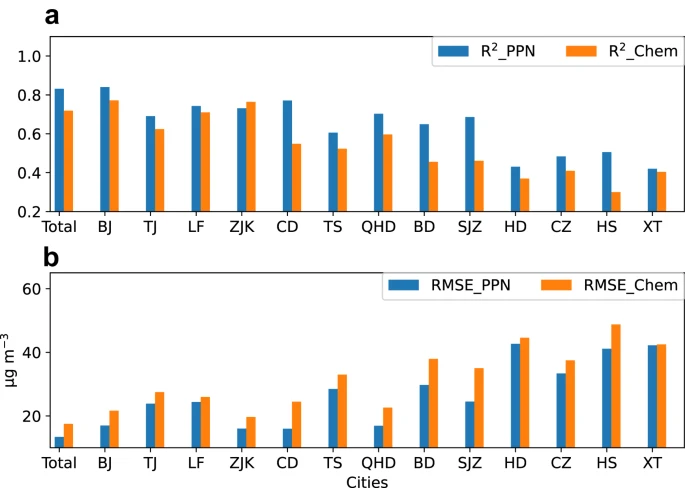 a
R²_PPN R²_Chem
1.0
0.8
0.6
0.4
0.2
Total BJ TJ LF ZJK CD TS QHD BD SJZ HD CZ HS XT
b
RMSE_PPN RMSE_Chem
60
40
20
µg m⁻³
Total BJ TJ LF ZJK CD TS QHD BD SJZ HD CZ HS XT
Cities